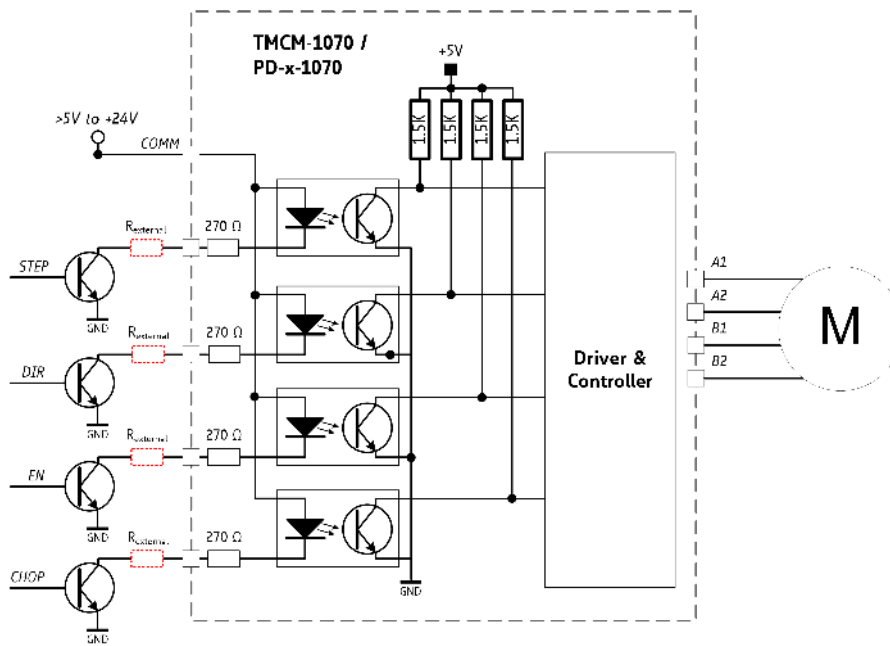 TMCM-1070 /
PD-x-1070
+5V
>5V to +24V
COMM
1.5K
1.5K
1.5K
1.5K
Rexternal
270 Ω
STEP
GND
A1
A2
B1
B2
M
Rexternal
270 Ω
DIR
GND
Driver &
Controller
Rexternal
270 Ω
EN
GND
Rexternal
270 Ω
CHOP
GND
GND